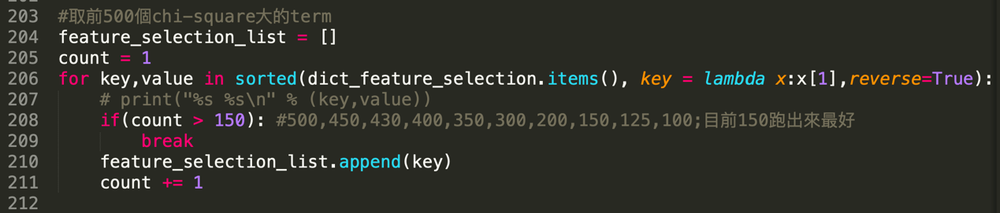 203 #取前500個chi-square大的term
204 feature_selection_list = []
205 count = 1
206 for key,value in sorted(dict_feature_selection.items(), key = lambda x:x[1],reverse=True):
207     # print("%s %s\n" % (key,value))
208     if(count > 150): #500,450,430,400,350,300,200,150,125,100;目前150跑出來最好
209         break
210     feature_selection_list.append(key)
211     count += 1
212